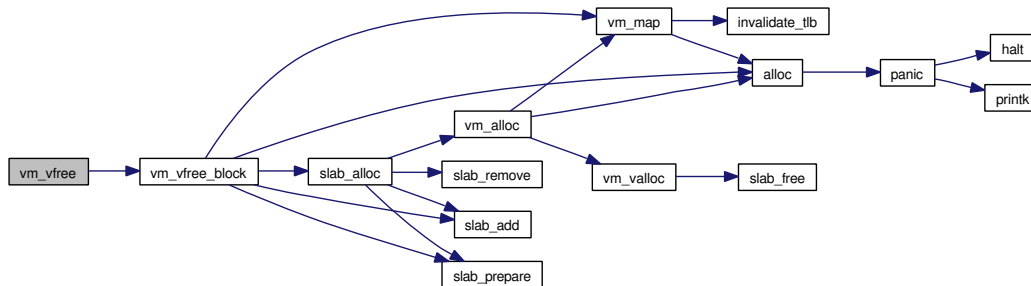 vm_map
invalidate_tlb
halt
alloc
panic
printk
vm_alloc
vm_vfree
vm_vfree_block
slab_alloc
slab_remove
vm_valloc
slab_free
slab_add
slab_prepare